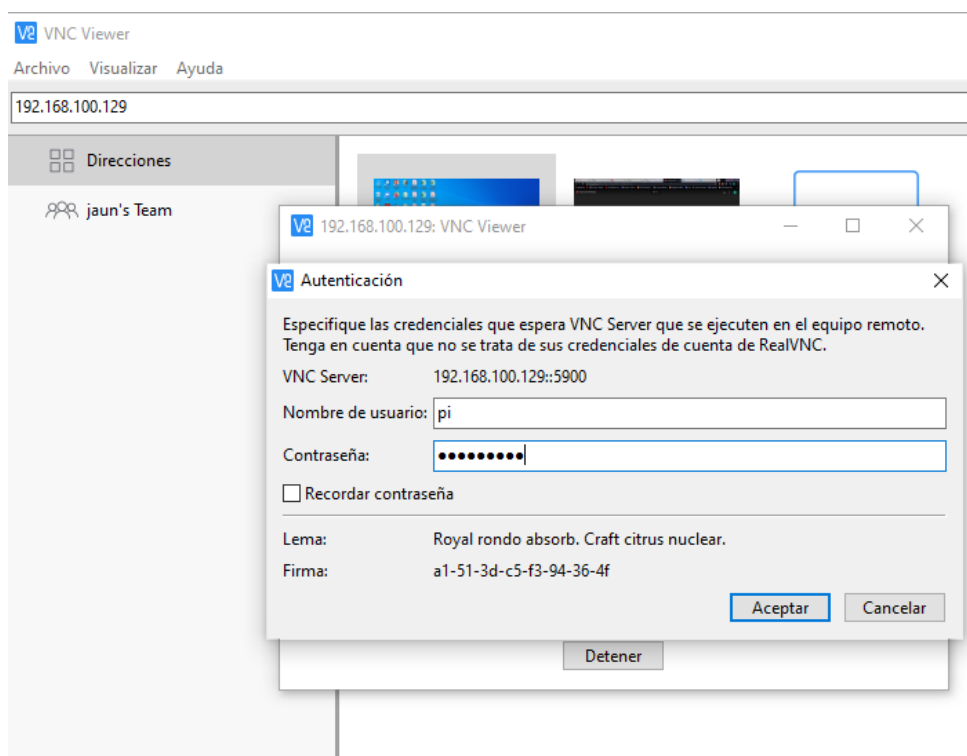 VNC Viewer
Archivo Visualizar Ayuda
192.168.100.129
Direcciones
jaun's Team
192.168.100.129: VNC Viewer
Autenticación
Especifique las credenciales que espera VNC Server que se ejecuten en el equipo remoto.
Tenga en cuenta que no se trata de sus credenciales de cuenta de RealVNC.
VNC Server: 192.168.100.129::5900
Nombre de usuario: pi
Contraseña: •••••••••
Recordar contraseña
Lema: Royal rondo absorb. Craft citrus nuclear.
Firma: a1-51-3d-c5-f3-94-36-4f
Aceptar Cancelar
Detener